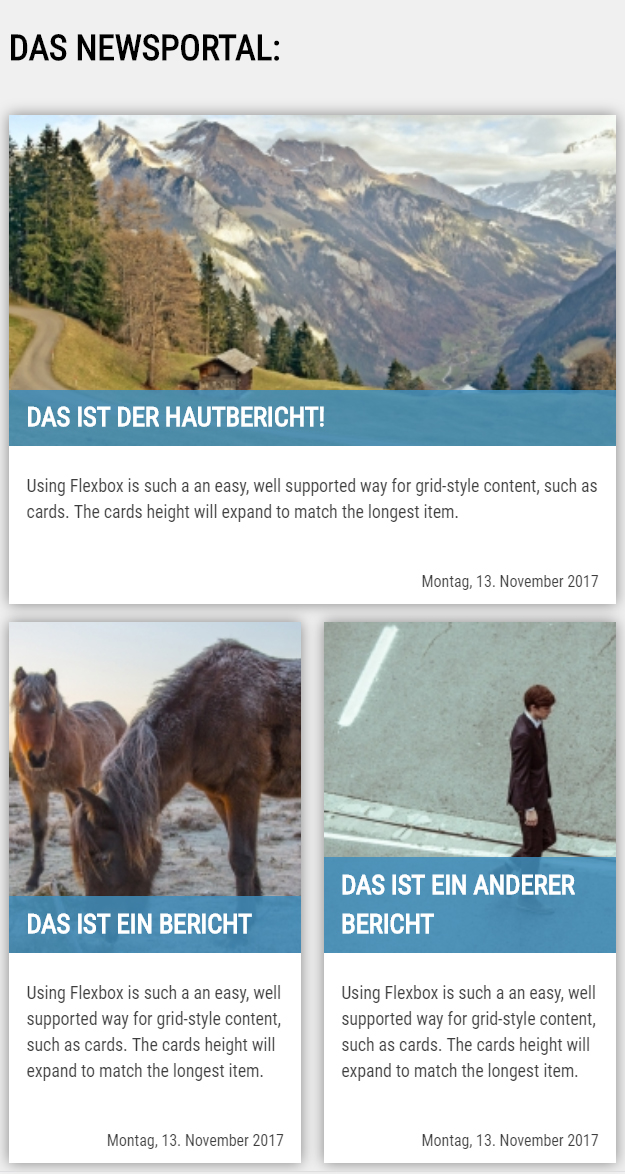 DAS NEWSPORTAL:
DAS IST DER HAUTBERICHT!
Using Flexbox is such a an easy, well supported way for grid-style content, such as
cards. The cards height will expand to match the longest item.
Montag, 13. November 2017
DAS IST EIN BERICHT
Using Flexbox is such a an easy, well
supported way for grid-style content,
such as cards. The cards height will
expand to match the longest item.
Montag, 13. November 2017
DAS IST EIN ANDERER
BERICHT
Using Flexbox is such a an easy, well
supported way for grid-style content,
such as cards. The cards height will
expand to match the longest item.
Montag, 13. November 2017